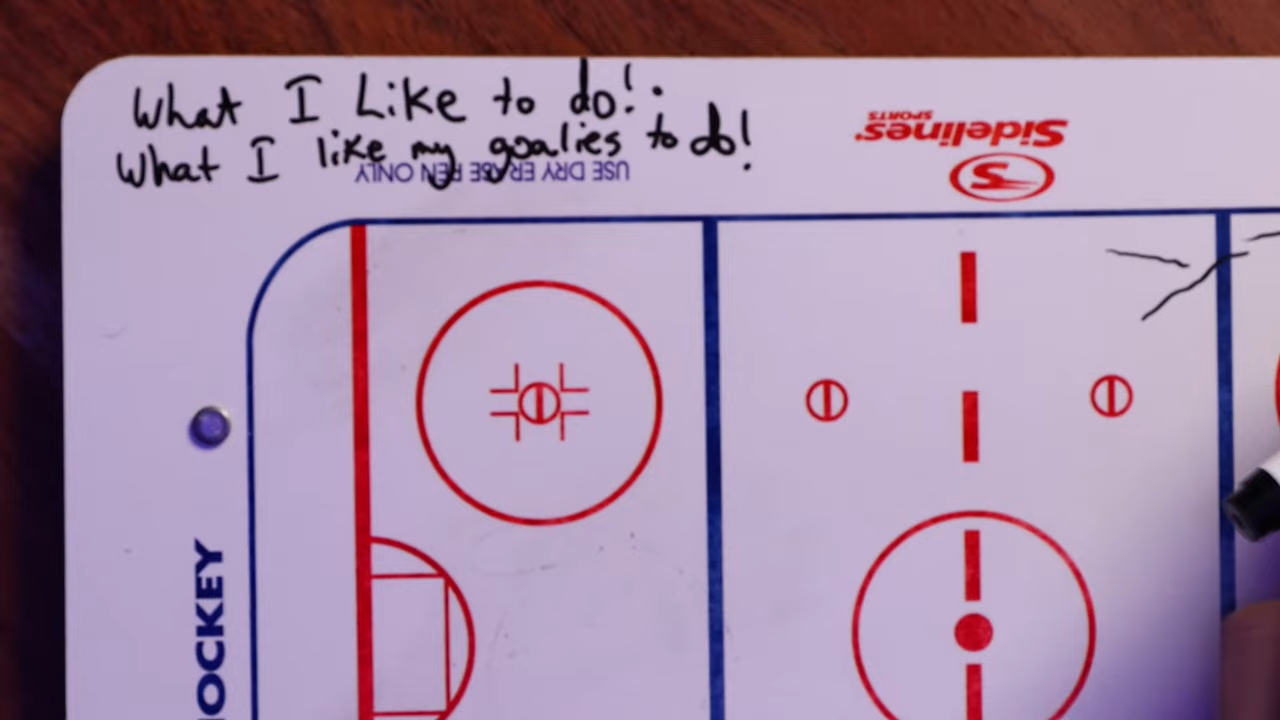 What I Like to do!.
What I like my goalies to do!
USE DRY ERASE PEN ONLY
Sidelines
SPORTS
S
HOCKEY